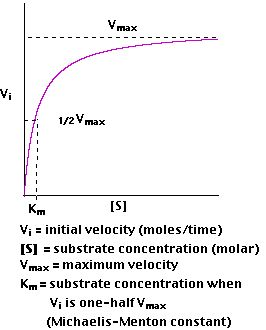 Vmax
Vi
1/2 Vmax
Km
[S]
Vi = initial velocity (moles/time)
[S] = substrate concentration (molar)
Vmax = maximum velocity
Km = substrate concentration when
Vi is one-half Vmax
(Michaelis-Menton constant)